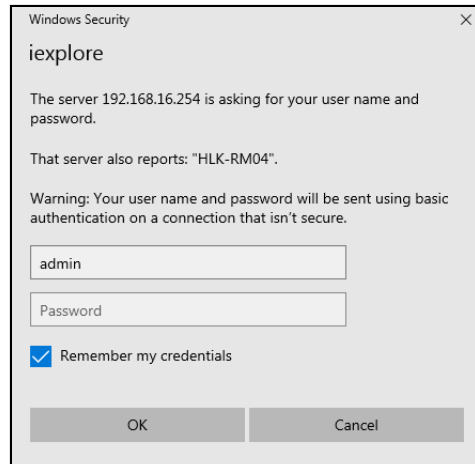 Windows Security
iexplore
The server 192.168.16.254 is asking for your user name and
password.
That server also reports: "HLK-RM04".
Warning: Your user name and password will be sent using basic
authentication on a connection that isn't secure.
admin
Password
Remember my credentials
OK
Cancel